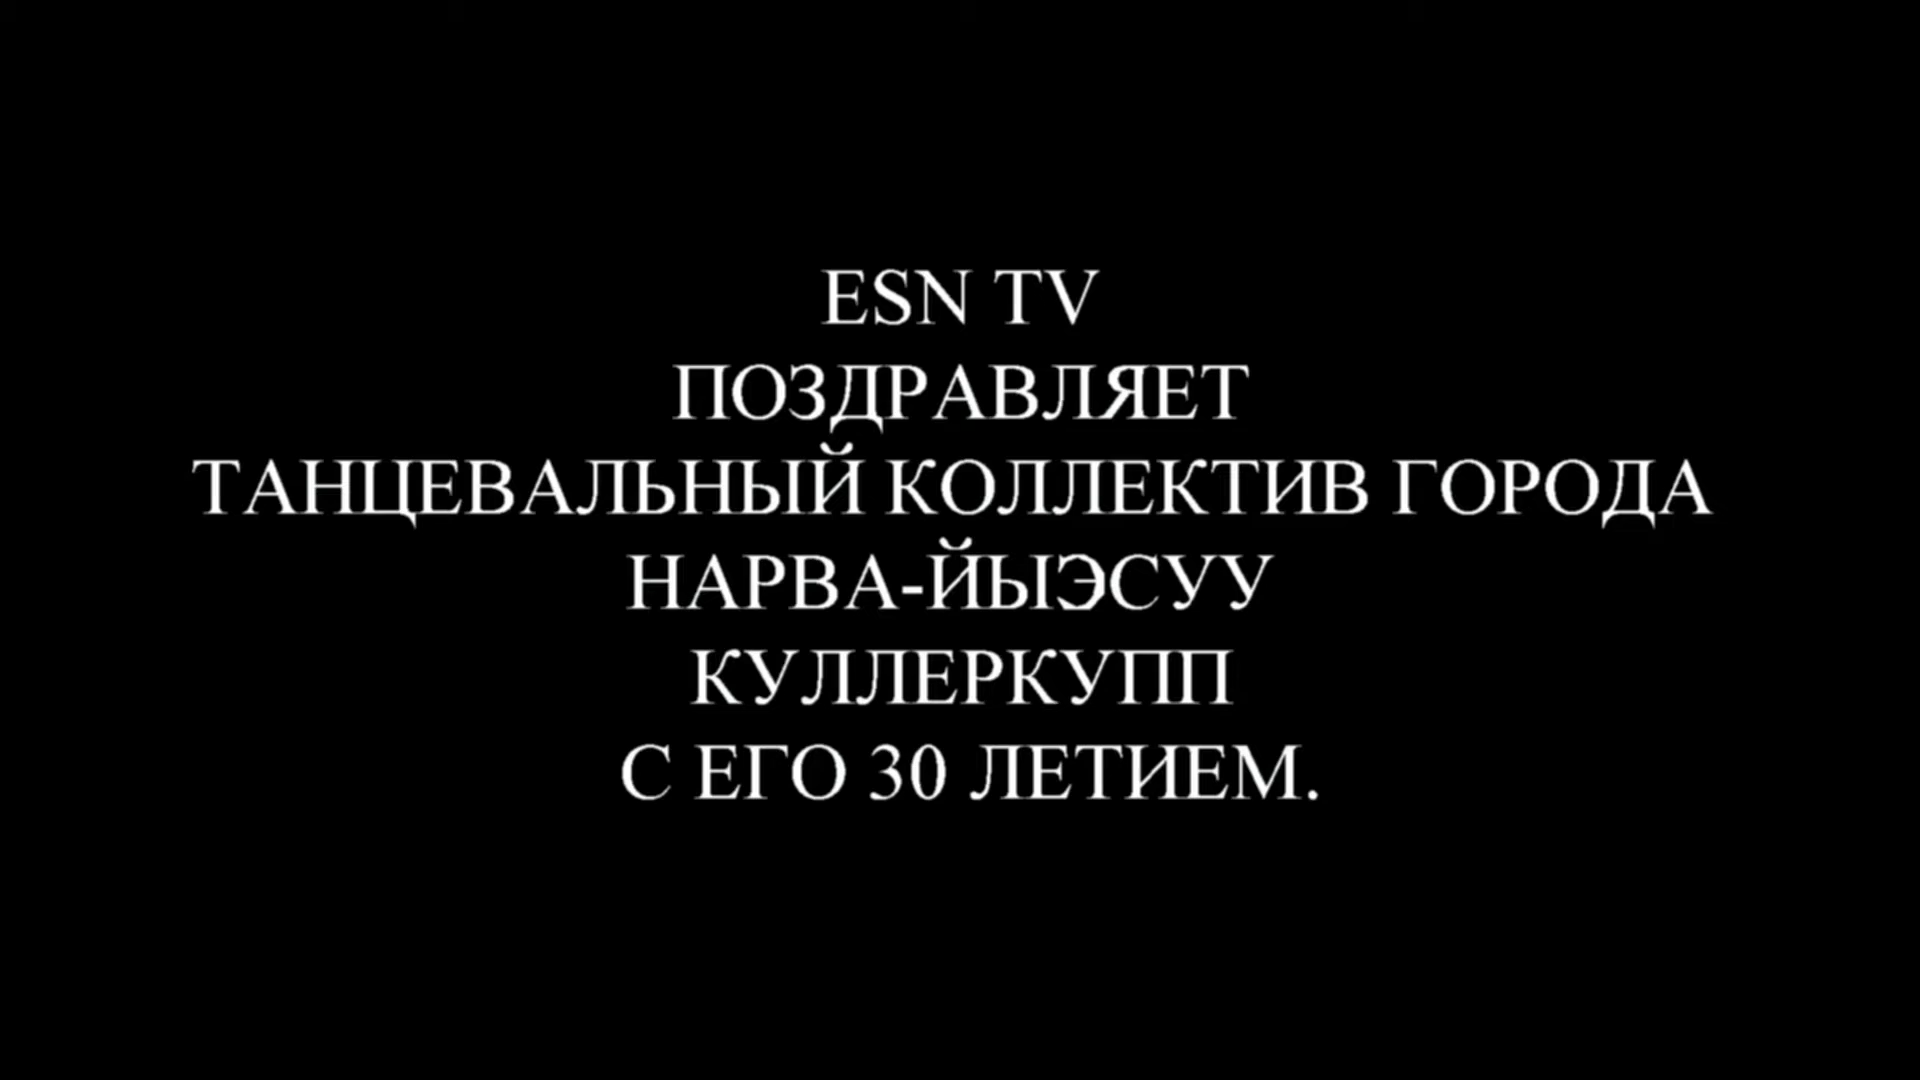 ESN TV
ПОЗДРАВЛЯЕТ
ТАНЦЕВАЛЬНЫЙ КОЛЛЕКТИВ ГОРОДА
НАРВА-ЙЫЭСУУ
КУЛЛЕРКУПП
С ЕГО 30 ЛЕТИЕМ.